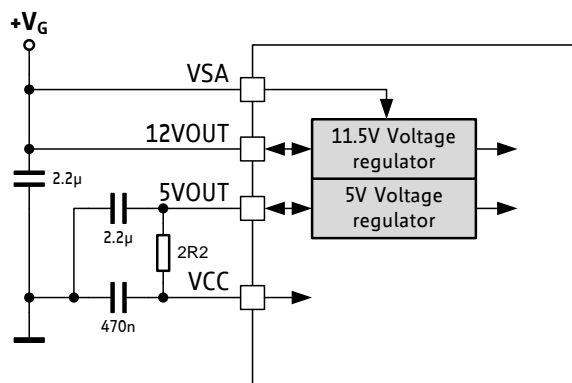 +VG
VSA
12VOUT
11.5V Voltage
regulator
2.2µ
5VOUT
5V Voltage
regulator
2.2µ
2R2
VCC
470n